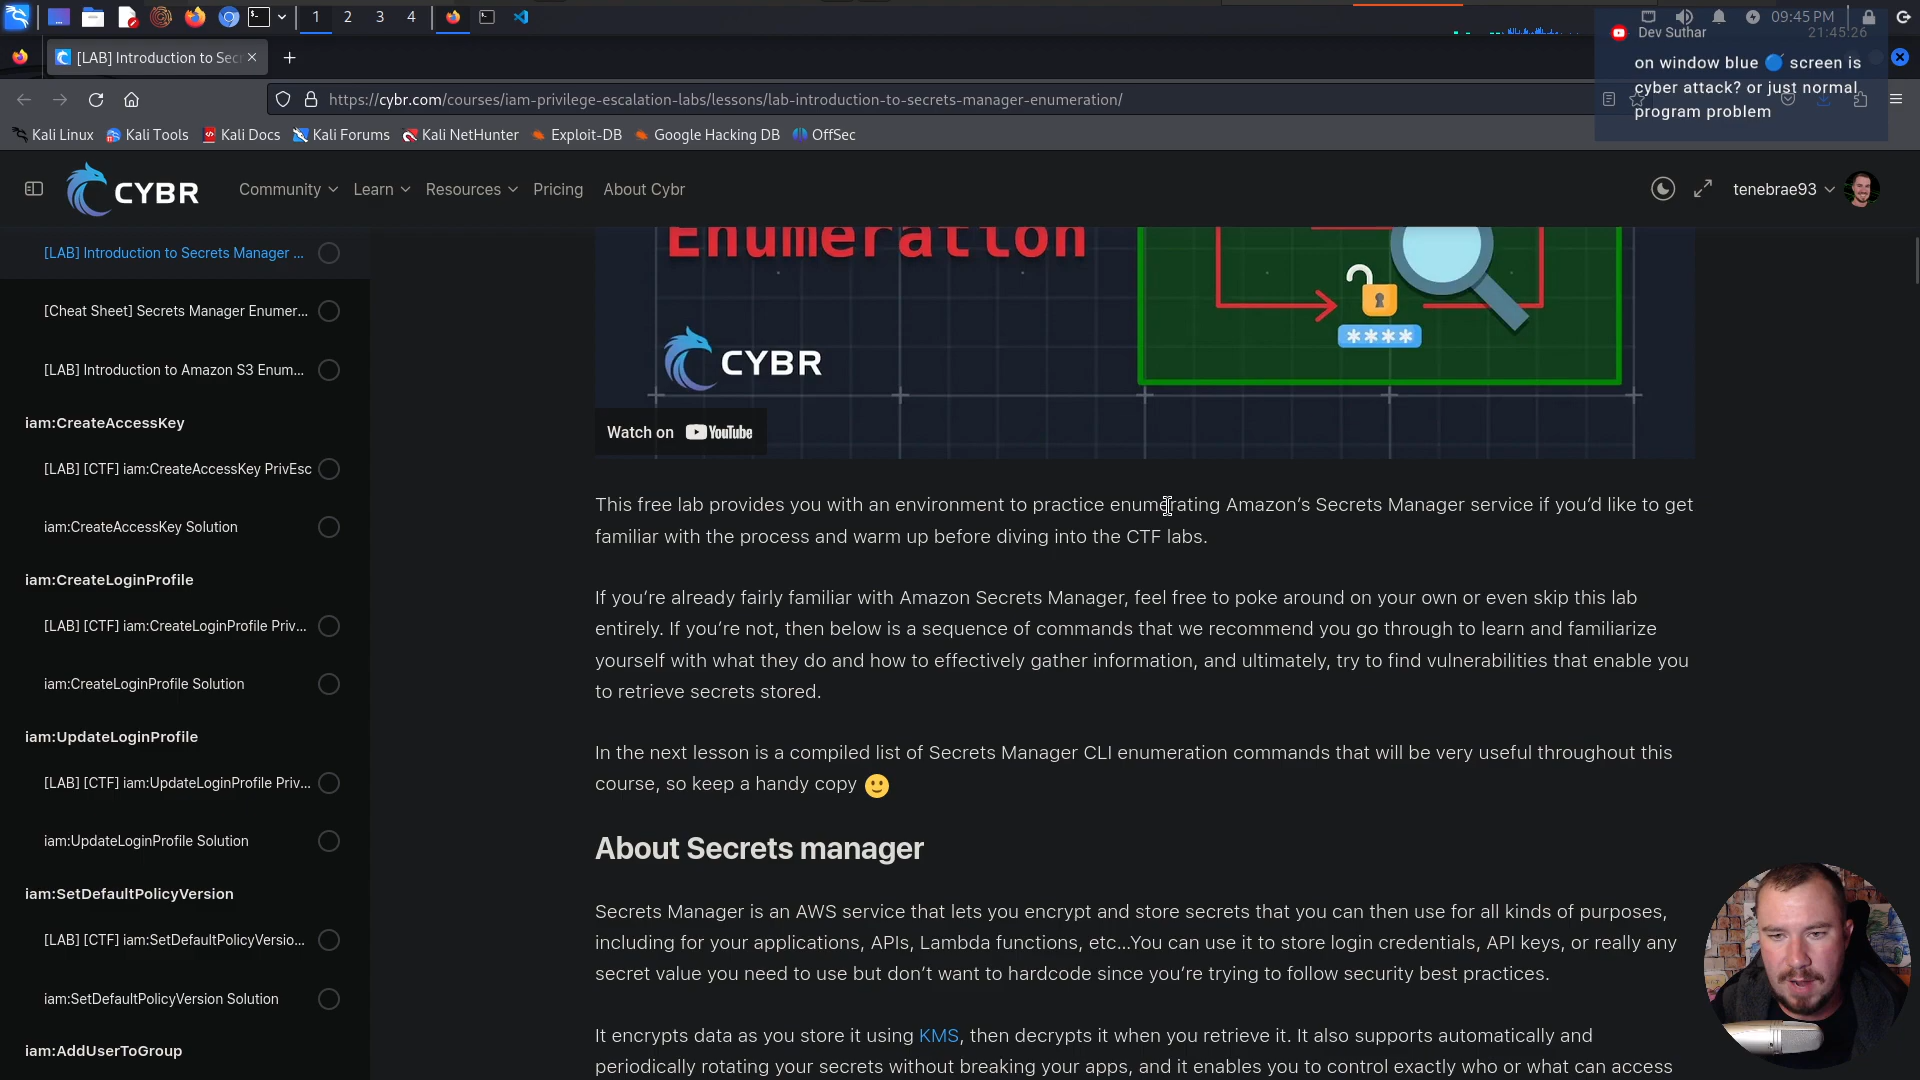 1
2
3
4
09:45 PM
Dev Suthar
21:45:26
on window blue 🔵 screen is
cyber attack? or just normal
program problem
[LAB] Introduction to Sec
https://cybr.com/courses/iam-privilege-escalation-labs/lessons/lab-introduction-to-secrets-manager-enumeration/
Kali Linux
Kali Tools
Kali Docs
Kali Forums
Kali NetHunter
Exploit-DB
Google Hacking DB
OffSec
CYBR
Community
Learn
Resources
Pricing
About Cybr
tenebrae93
[LAB] Introduction to Secrets Manager ...
[Cheat Sheet] Secrets Manager Enumer...
[LAB] Introduction to Amazon S3 Enum...
iam:CreateAccessKey
[LAB] [CTF] iam:CreateAccessKey PrivEsc
iam:CreateAccessKey Solution
iam:CreateLoginProfile
[LAB] [CTF] iam:CreateLoginProfile Priv...
iam:CreateLoginProfile Solution
iam:UpdateLoginProfile
[LAB] [CTF] iam:UpdateLoginProfile Priv...
iam:UpdateLoginProfile Solution
iam:SetDefaultPolicyVersion
[LAB] [CTF] iam:SetDefaultPolicyVersio...
iam:SetDefaultPolicyVersion Solution
iam:AddUserToGroup
Enumeration
****
CYBR
Watch on YouTube
This free lab provides you with an environment to practice enumerating Amazon’s Secrets Manager service if you’d like to get
familiar with the process and warm up before diving into the CTF labs.
If you’re already fairly familiar with Amazon Secrets Manager, feel free to poke around on your own or even skip this lab
entirely. If you’re not, then below is a sequence of commands that we recommend you go through to learn and familiarize
yourself with what they do and how to effectively gather information, and ultimately, try to find vulnerabilities that enable you
to retrieve secrets stored.
In the next lesson is a compiled list of Secrets Manager CLI enumeration commands that will be very useful throughout this
course, so keep a handy copy 🙂
About Secrets manager
Secrets Manager is an AWS service that lets you encrypt and store secrets that you can then use for all kinds of purposes,
including for your applications, APIs, Lambda functions, etc…You can use it to store login credentials, API keys, or really any
secret value you need to use but don’t want to hardcode since you’re trying to follow security best practices.
It encrypts data as you store it using KMS, then decrypts it when you retrieve it. It also supports automatically and
periodically rotating your secrets without breaking your apps, and it enables you to control exactly who or what can access